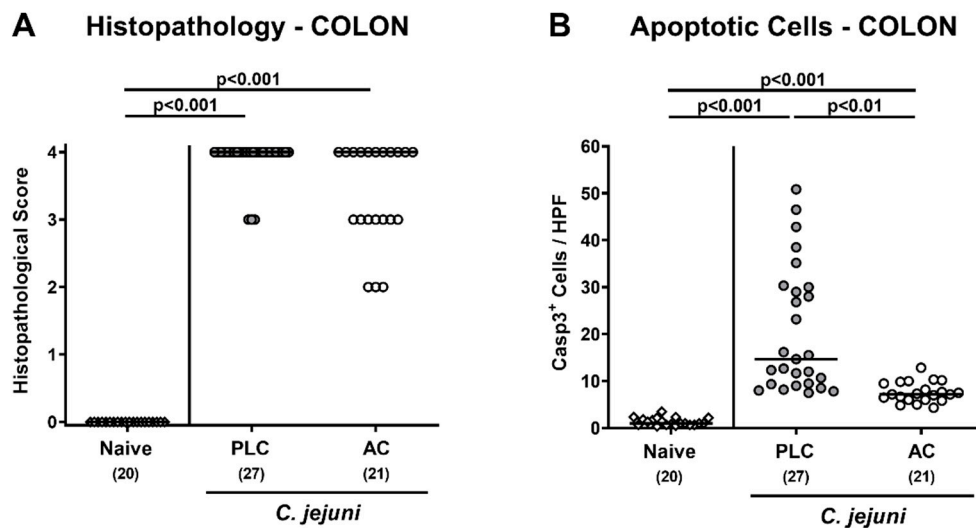 A Histopathology - COLON
p<0.001
p<0.001
Histopathological Score
4
3
2
1
0
Naive PLC AC
(20) (27) (21)
C. jejuni
B Apoptotic Cells - COLON
p<0.001
p<0.001 p<0.01
Casp3+ Cells / HPF
60
50
40
30
20
10
0
Naive PLC AC
(20) (27) (21)
C. jejuni